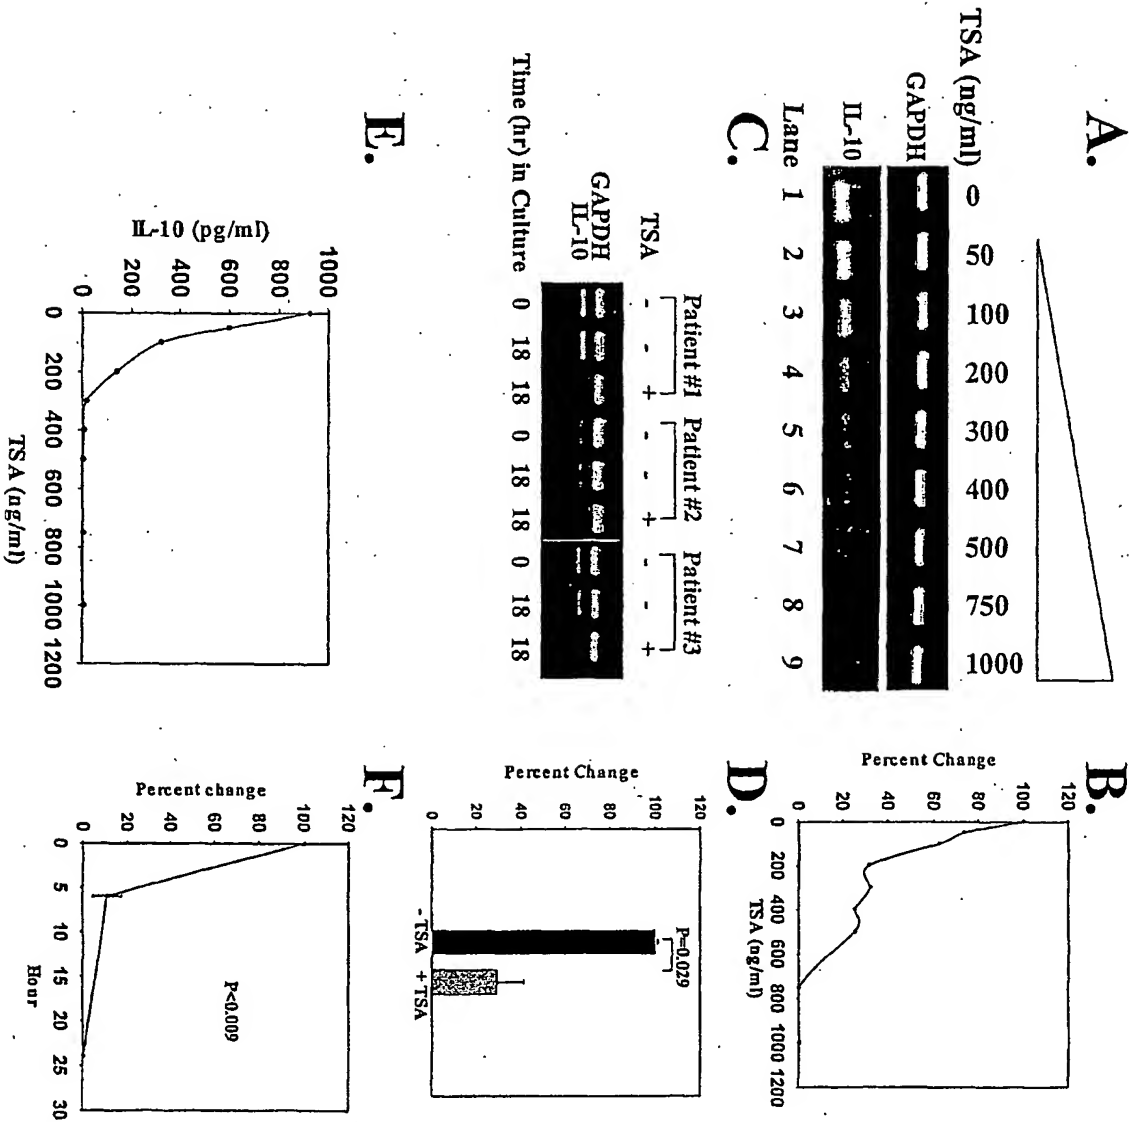 A.
TSA (ng/ml) 0 50 100 200 300 400 500 750 1000
GAPDH
IL-10
Lane 1 2 3 4 5 6 7 8 9
B.
Percent Change
120
100
80
60
40
20
0
0 200 400 600 800 1000 1200
TSA (ng/ml)
C.
Patient #1 Patient #2 Patient #3
TSA - - + - - + - - +
GAPDH
IL-10
Time (hr) in Culture 0 18 18 0 18 18 0 18 18
D.
Percent Change
120
100
80
60
40
20
0
P=0.029
- TSA + TSA
E.
IL-10 (pg/ml)
1000
800
600
400
200
0
0 200 400 600 800 1000 1200
TSA (ng/ml)
F.
Percent change
120
100
80
60
40
20
0
P<0.009
0 5 10 15 20 25 30
Hour